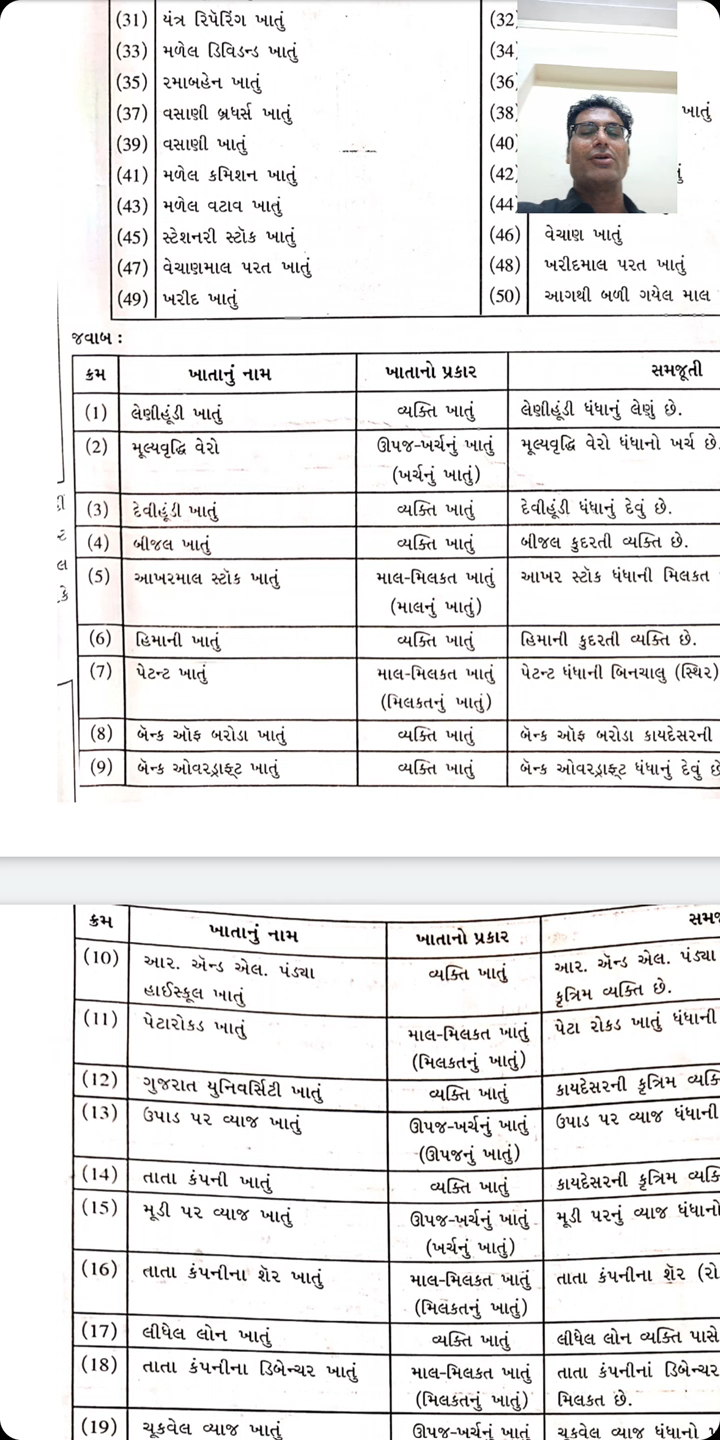 (31) યંત્ર રિપૅરિંગ ખાતું (32)
(33) મળેલ ડિવિડન્ડ ખાતું (34)
(35) રમાબહેન ખાતું (36)
(37) વસાણી બ્રધર્સ ખાતું (38) ખાતું
(39) વસાણી ખાતું (40)
(41) મળેલ કમિશન ખાતું (42)
(43) મળેલ વટાવ ખાતું (44)
(45) સ્ટેશનરી સ્ટૉક ખાતું (46) વેચાણ ખાતું
(47) વેચાણમાલ પરત ખાતું (48) ખરીદમાલ પરત ખાતું
(49) ખરીદ ખાતું (50) આગથી બળી ગયેલ માલ
જવાબ :
ક્રમ ખાતાનું નામ ખાતાનો પ્રકાર સમજૂતી
(1) લેણીહૂંડી ખાતું વ્યક્તિ ખાતું લેણીહૂંડી ધંધાનું લેણું છે.
(2) મૂલ્યવૃદ્ધિ વેરો ઊપજ-ખર્ચનું ખાતું મૂલ્યવૃદ્ધિ વેરો ધંધાનો ખર્ચ છે.
(ખર્ચનું ખાતું)
(3) દેવીહૂંડી ખાતું વ્યક્તિ ખાતું દેવીહૂંડી ધંધાનું દેવું છે.
(4) બીજલ ખાતું વ્યક્તિ ખાતું બીજલ કુદરતી વ્યક્તિ છે.
(5) આખરમાલ સ્ટૉક ખાતું માલ-મિલકત ખાતું આખર સ્ટૉક ધંધાની મિલકત
(માલનું ખાતું)
(6) હિમાની ખાતું વ્યક્તિ ખાતું હિમાની કુદરતી વ્યક્તિ છે.
(7) પેટન્ટ ખાતું માલ-મિલકત ખાતું પેટન્ટ ધંધાની બિનચાલુ (સ્થિર)
(મિલકતનું ખાતું)
(8) બૅન્ક ઑફ બરોડા ખાતું વ્યક્તિ ખાતું બૅન્ક ઑફ બરોડા કાયદેસરની
(9) બૅન્ક ઓવરડ્રાફ્ટ ખાતું વ્યક્તિ ખાતું બૅન્ક ઓવરડ્રાફ્ટ ધંધાનું દેવું છે
ક્રમ ખાતાનું નામ ખાતાનો પ્રકાર
(10) આર. ઍન્ડ એલ. પંડ્યા વ્યક્તિ ખાતું આર. ઍન્ડ એલ. પંડ્યા
હાઈસ્કૂલ ખાતું કૃત્રિમ વ્યક્તિ છે.
(11) પેટારોકડ ખાતું માલ-મિલકત ખાતું પેટા રોકડ ખાતું ધંધાની
(મિલકતનું ખાતું)
(12) ગુજરાત યુનિવર્સિટી ખાતું વ્યક્તિ ખાતું કાયદેસરની કૃત્રિમ
(13) ઉપાડ પર વ્યાજ ખાતું ઊપજ-ખર્ચનું ખાતું ઉપાડ પર વ્યાજ ધંધાની
(ઊપજનું ખાતું)
(14) તાતા કંપની ખાતું વ્યક્તિ ખાતું કાયદેસરની કૃત્રિમ
(15) મૂડી પર વ્યાજ ખાતું ઊપજ-ખર્ચનું ખાતું મૂડી પરનું વ્યાજ ધંધાનો
(ખર્ચનું ખાતું)
(16) તાતા કંપનીના શૅર ખાતું માલ-મિલકત ખાતું તાતા કંપનીના શૅર
(મિલકતનું ખાતું)
(17) લીધેલ લોન ખાતું વ્યક્તિ ખાતું લીધેલ લોન વ્યક્તિ પાસે
(18) તાતા કંપનીના ડિબેન્ચર ખાતું માલ-મિલકત ખાતું તાતા કંપનીનાં ડિબેન્ચર
(મિલકતનું ખાતું) મિલકત છે.
(19) ચૂકવેલ વ્યાજ ખાતું ઊપજ-ખર્ચનું ખાતું ચૂકવેલ વ્યાજ ધંધાનો